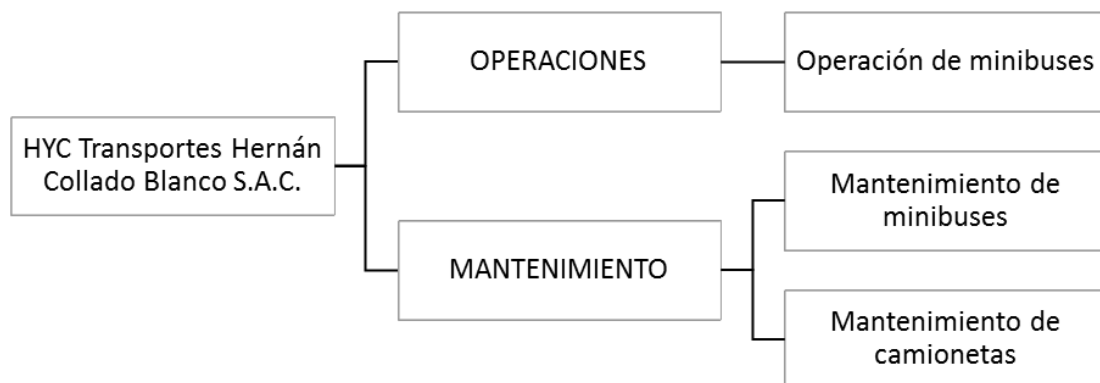 OPERACIONES
Operación de minibuses
HYC Transportes Hernán
Collado Blanco S.A.C.
MANTENIMIENTO
Mantenimiento de
minibuses
Mantenimiento de
camionetas